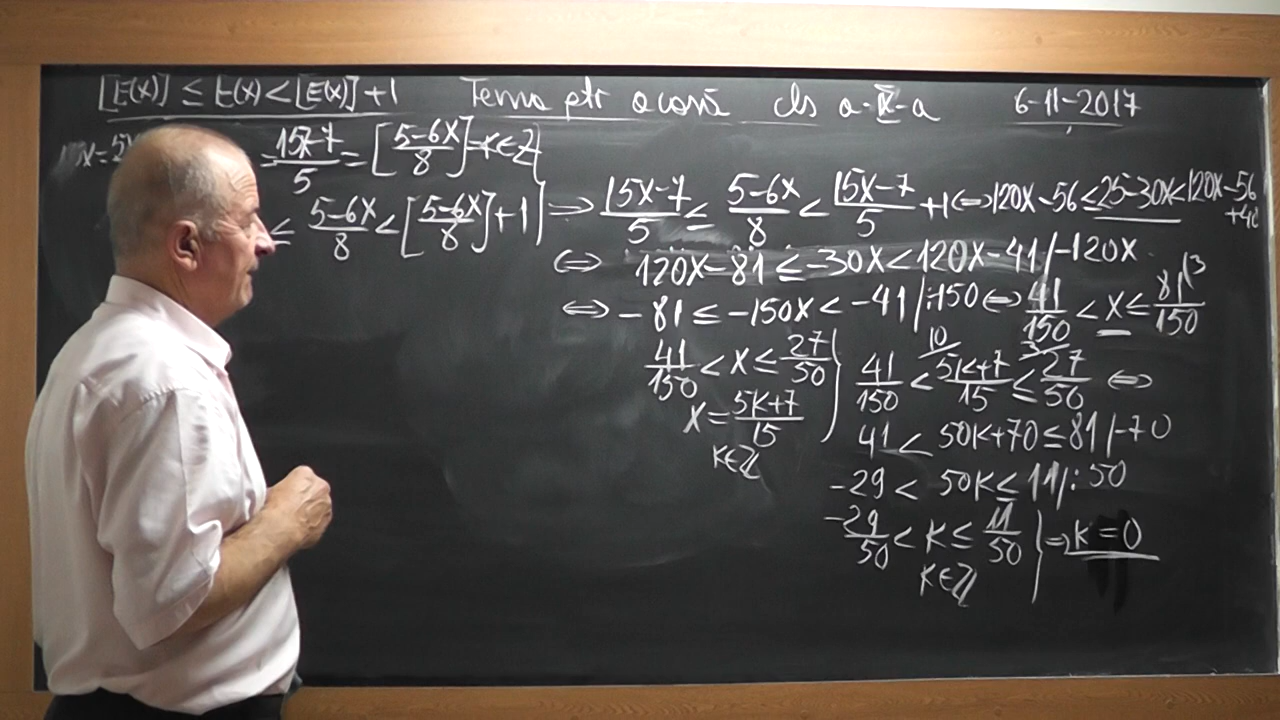 [E(x)] ≤ E(x) < [E(x)] + 1 Tema ptr acasă cls a-IX-a 6-11-2017
= (15x-7)/5 = [(5-6x)/8] = k ∈ ℤ
≤ (5-6x)/8 < [(5-6x)/8] + 1 } ⇒ (15x-7)/5 ≤ (5-6x)/8 < (15x-7)/5 + 1 ⇔ 120x-56 ≤ 25-30x < 120x-56 +40
⇔ 120x-81 ≤ -30x < 120x-41 /-120x
⇔ -81 ≤ -150x < -41 /:-150 ⇔ 41/150 < x ≤ 81/150 (3
41/150 < x ≤ 27/50
x = (5k+7)/15
k∈ℤ
41/150 < 10/ (5k+7)/15 ≤ 3/ 27/50 ⇔
41 < 50k+70 ≤ 81 /-70
-29 < 50k ≤ 11 /:50
-29/50 < k ≤ 11/50 } ⇒ k = 0
k∈ℤ